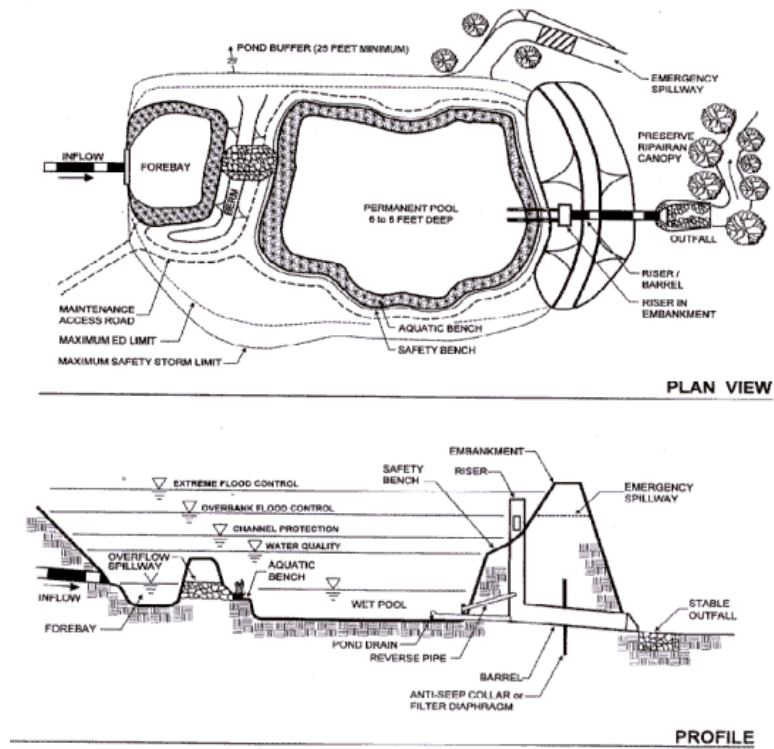 POND BUFFER (25 FEET MINIMUM)
EMERGENCY
SPILLWAY
PRESERVE
RIPAIRAN
CANOPY
INFLOW
FOREBAY
BERM
PERMANENT POOL
6 to 8 FEET DEEP
OUTFALL
RISER /
BARREL
RISER IN
EMBANKMENT
MAINTENANCE
ACCESS ROAD
MAXIMUM ED LIMIT
MAXIMUM SAFETY STORM LIMIT
AQUATIC BENCH
SAFETY BENCH
PLAN VIEW
EMBANKMENT
SAFETY
BENCH
RISER
EXTREME FLOOD CONTROL
EMERGENCY
SPILLWAY
OVERBANK FLOOD CONTROL
CHANNEL PROTECTION
WATER QUALITY
OVERFLOW
SPILLWAY
AQUATIC
BENCH
INFLOW
FOREBAY
WET POOL
STABLE
OUTFALL
POND DRAIN
REVERSE PIPE
BARREL
ANTI-SEEP COLLAR or
FILTER DIAPHRAGM
PROFILE